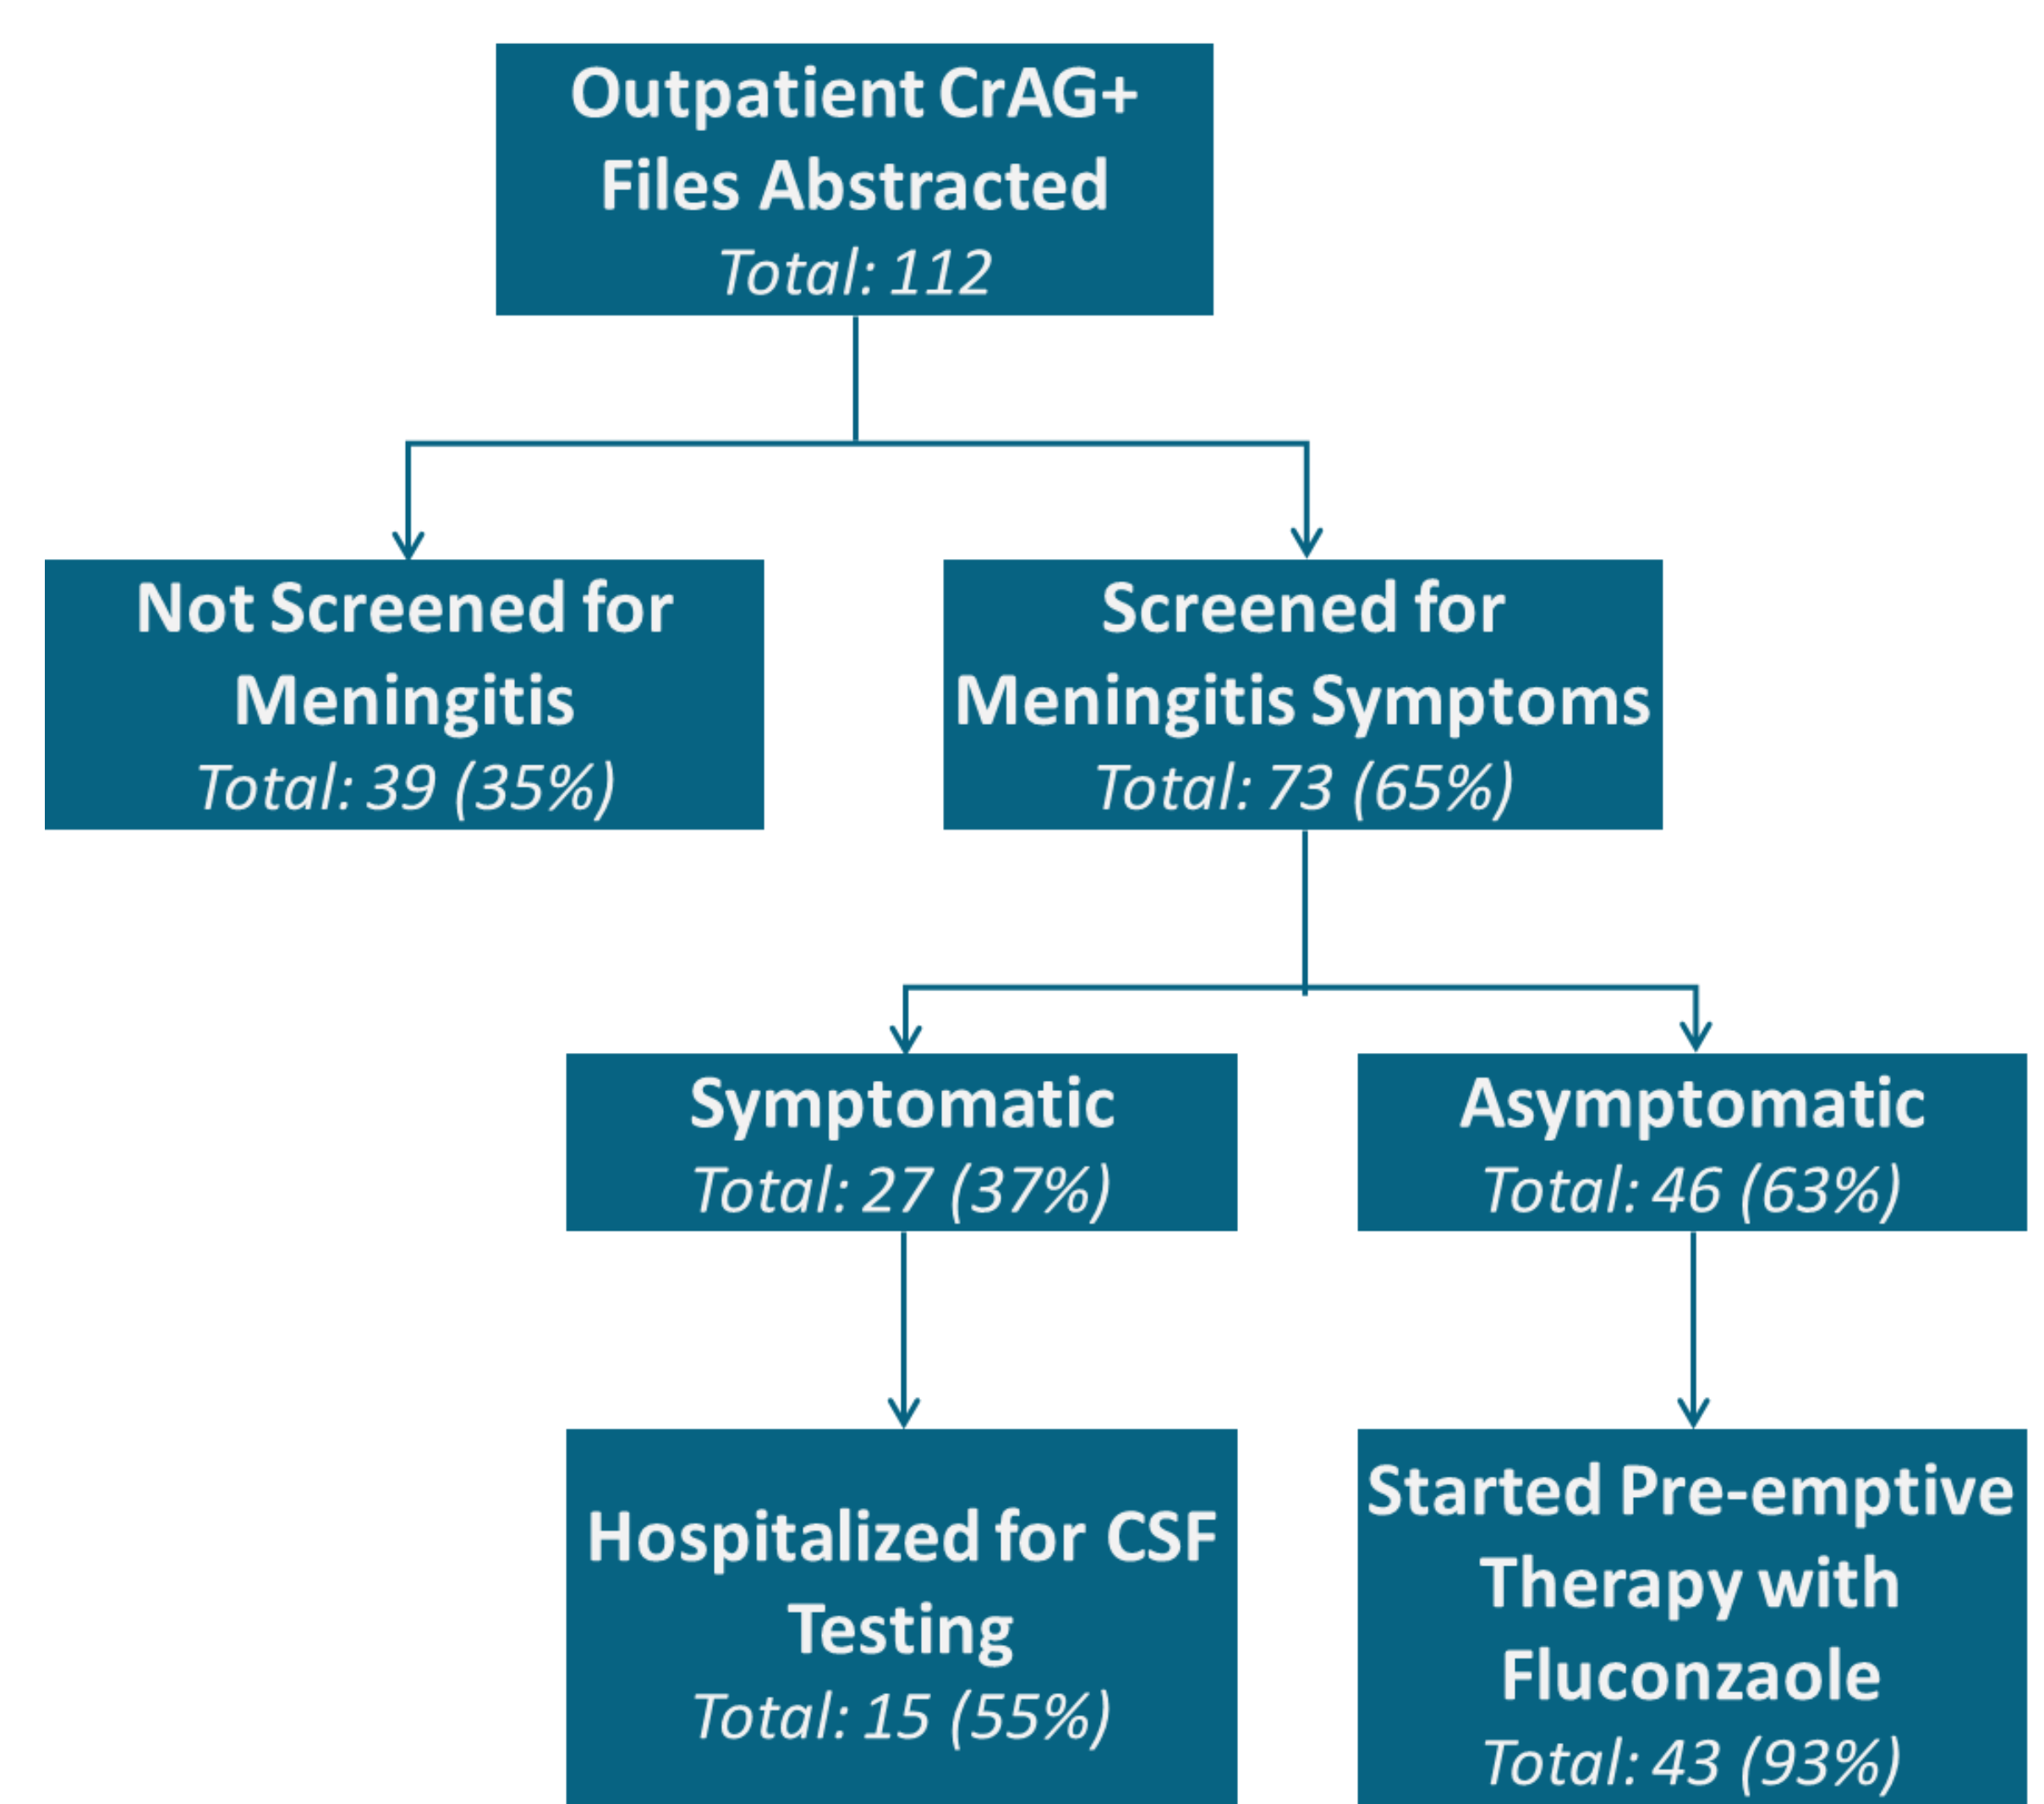 Outpatient CrAG+
Files Abstracted
Total: 112
Not Screened for
Meningitis
Total: 39 (35%)
Screened for
Meningitis Symptoms
Total: 73 (65%)
Symptomatic
Total: 27 (37%)
Asymptomatic
Total: 46 (63%)
Hospitalized for CSF
Testing
Total: 15 (55%)
Started Pre-emptive
Therapy with
Fluconzaole
Total: 43 (93%)